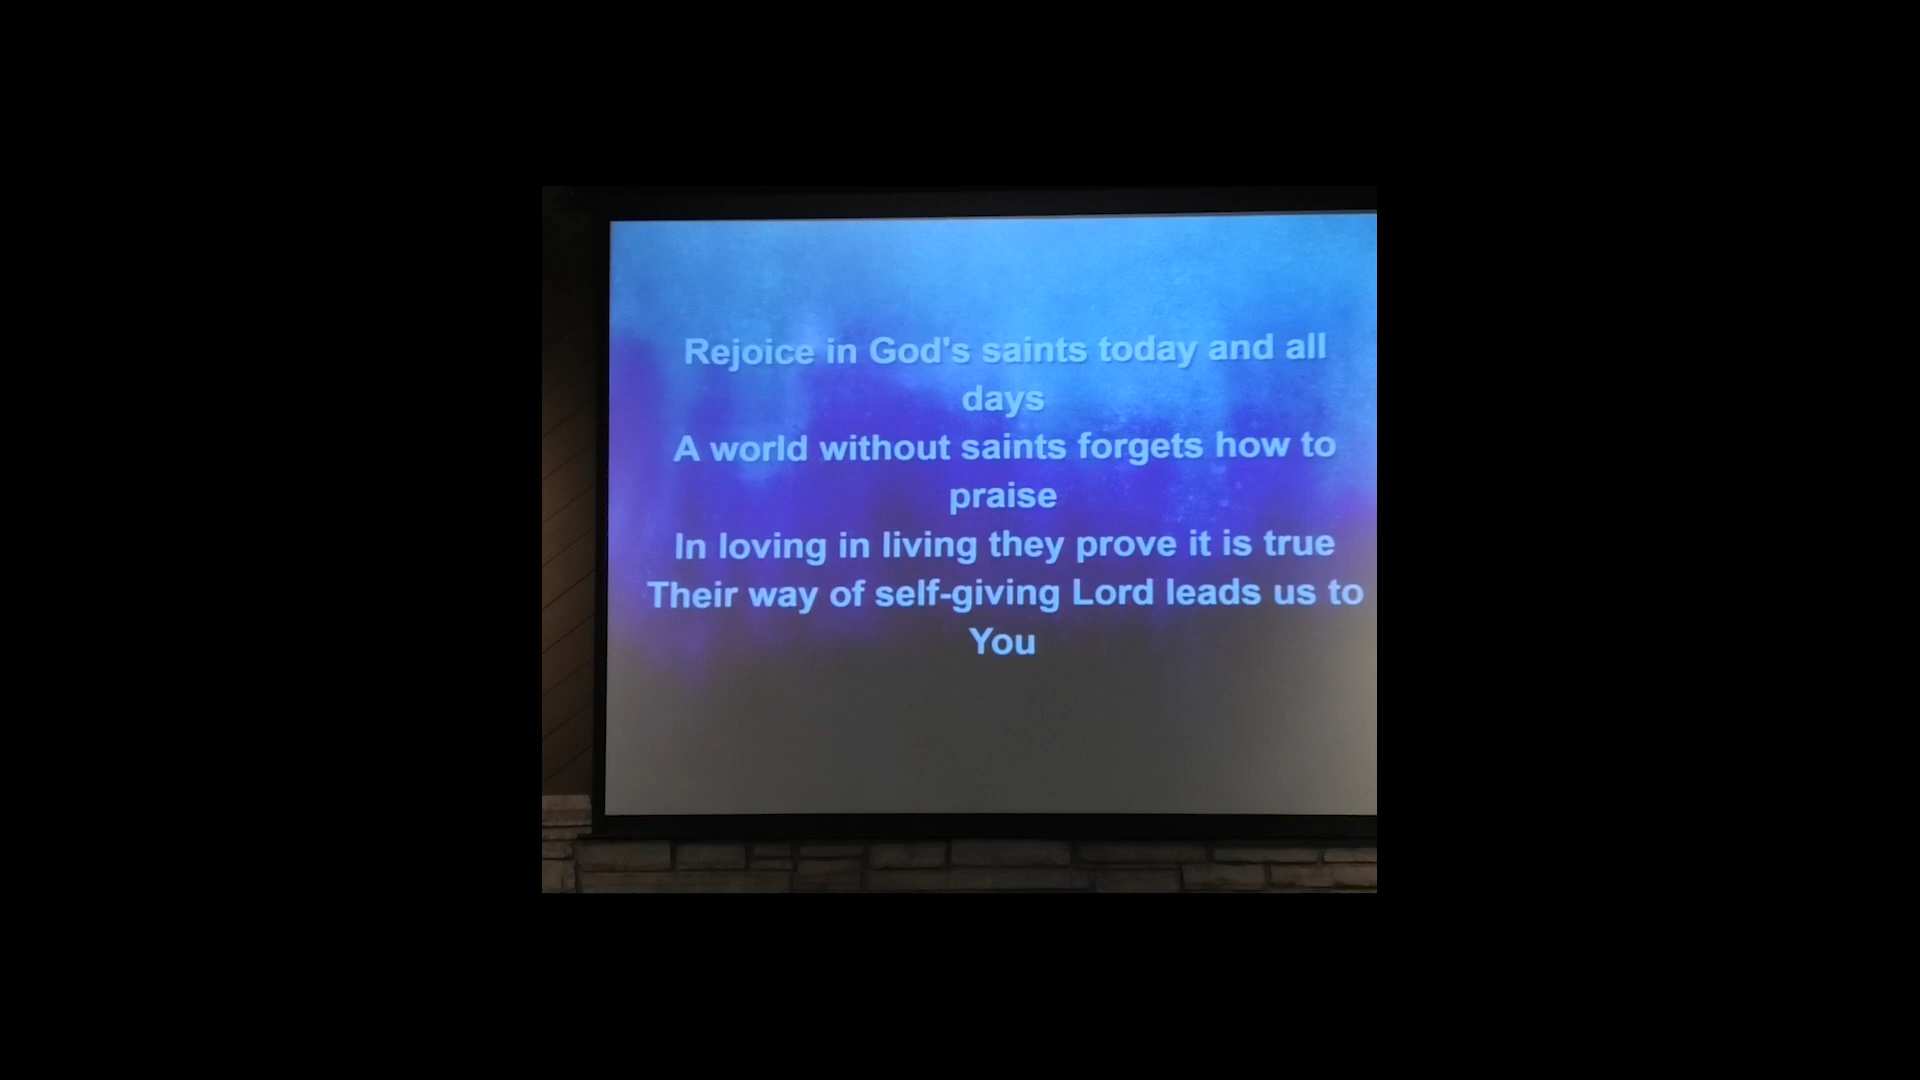 Rejoice in God's saints today and all
days
A world without saints forgets how to
praise
In loving in living they prove it is true
Their way of self-giving Lord leads us to
You